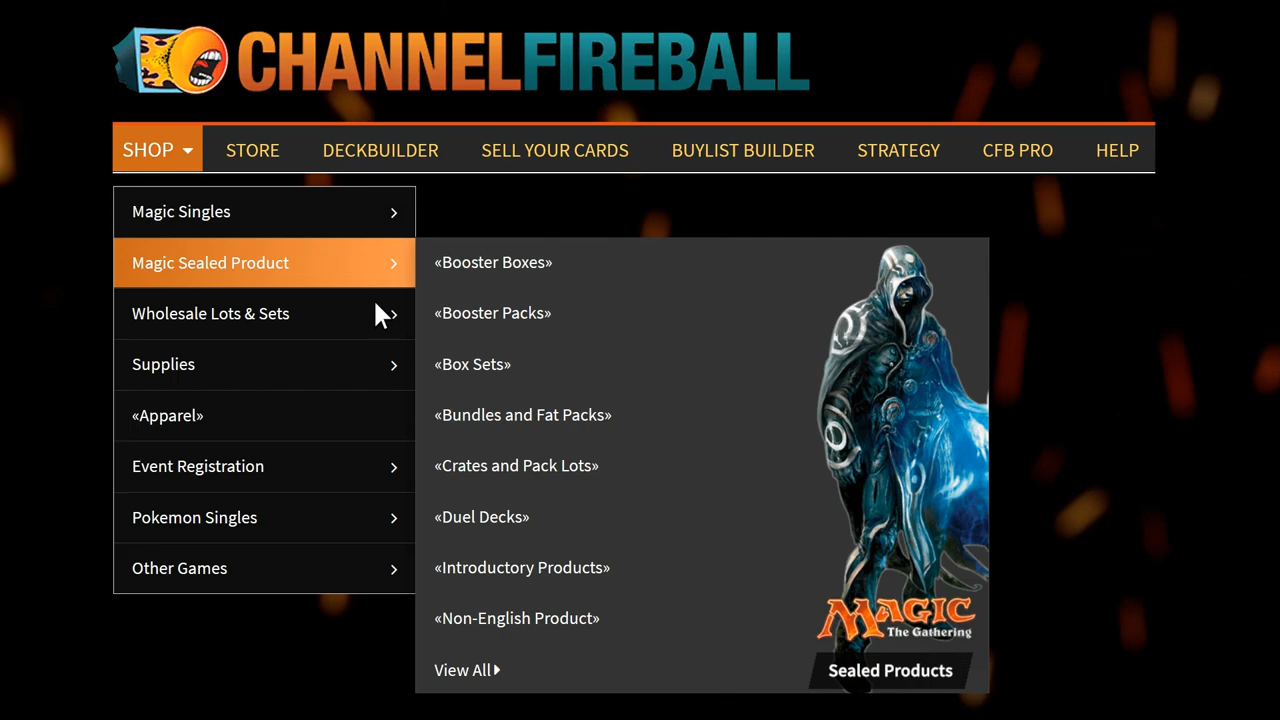 CHANNELFIREBALL
SHOP
STORE
DECKBUILDER
SELL YOUR CARDS
BUYLIST BUILDER
STRATEGY
CFB PRO
HELP
Magic Singles
Magic Sealed Product
Wholesale Lots & Sets
Supplies
«Apparel»
Event Registration
Pokemon Singles
Other Games
«Booster Boxes»
«Booster Packs»
«Box Sets»
«Bundles and Fat Packs»
«Crates and Pack Lots»
«Duel Decks»
«Introductory Products»
«Non-English Product»
View All
MAGIC
The Gathering
Sealed Products